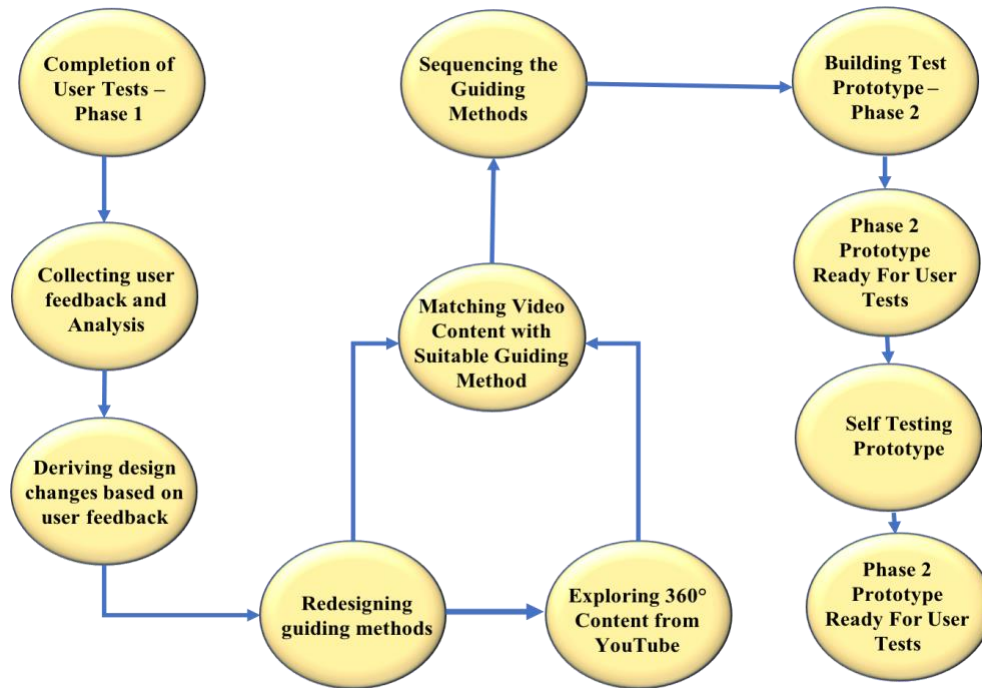 Completion of
User Tests –
Phase 1
Collecting user
feedback and
Analysis
Deriving design
changes based on
user feedback
Redesigning
guiding methods
Exploring 360°
Content from
YouTube
Matching Video
Content with
Suitable Guiding
Method
Sequencing the
Guiding
Methods
Building Test
Prototype –
Phase 2
Phase 2
Prototype
Ready For User
Tests
Self Testing
Prototype
Phase 2
Prototype
Ready For User
Tests